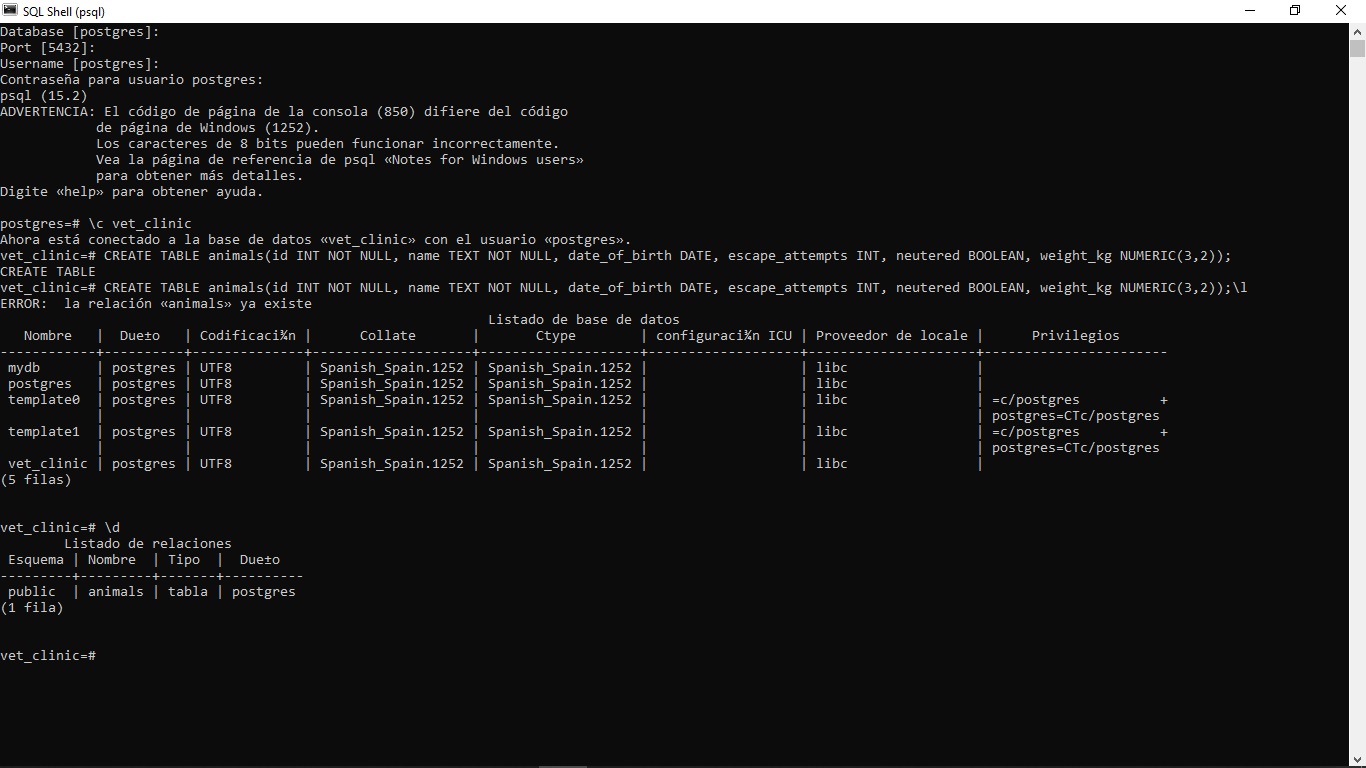 SQL Shell (psql)
Database [postgres]:
Port [5432]:
Username [postgres]:
Contraseña para usuario postgres:
psql (15.2)
ADVERTENCIA: El código de página de la consola (850) difiere del código
            de página de Windows (1252).
            Los caracteres de 8 bits pueden funcionar incorrectamente.
            Vea la página de referencia de psql «Notes for Windows users»
            para obtener más detalles.
Digite «help» para obtener ayuda.

postgres=# \c vet_clinic
Ahora está conectado a la base de datos «vet_clinic» con el usuario «postgres».
vet_clinic=# CREATE TABLE animals(id INT NOT NULL, name TEXT NOT NULL, date_of_birth DATE, escape_attempts INT, neutered BOOLEAN, weight_kg NUMERIC(3,2));
CREATE TABLE
vet_clinic=# CREATE TABLE animals(id INT NOT NULL, name TEXT NOT NULL, date_of_birth DATE, escape_attempts INT, neutered BOOLEAN, weight_kg NUMERIC(3,2));\l
ERROR:  la relación «animals» ya existe
                                                             Listado de base de datos
   Nombre   |  Due±o   | Codificaci¾n |      Collate       |       Ctype        | configuraci¾n ICU | Proveedor de locale |      Privilegios
------------+----------+--------------+--------------------+--------------------+-------------------+---------------------+-----------------------
 mydb       | postgres | UTF8         | Spanish_Spain.1252 | Spanish_Spain.1252 |                   | libc                |
 postgres   | postgres | UTF8         | Spanish_Spain.1252 | Spanish_Spain.1252 |                   | libc                |
 template0  | postgres | UTF8         | Spanish_Spain.1252 | Spanish_Spain.1252 |                   | libc                | =c/postgres          +
            |          |              |                    |                    |                   |                     | postgres=CTc/postgres
 template1  | postgres | UTF8         | Spanish_Spain.1252 | Spanish_Spain.1252 |                   | libc                | =c/postgres          +
            |          |              |                    |                    |                   |                     | postgres=CTc/postgres
 vet_clinic | postgres | UTF8         | Spanish_Spain.1252 | Spanish_Spain.1252 |                   | libc                |
(5 filas)

vet_clinic=# \d
        Listado de relaciones
 Esquema | Nombre  | Tipo  |  Due±o
---------+---------+-------+----------
 public  | animals | tabla | postgres
(1 fila)

vet_clinic=#